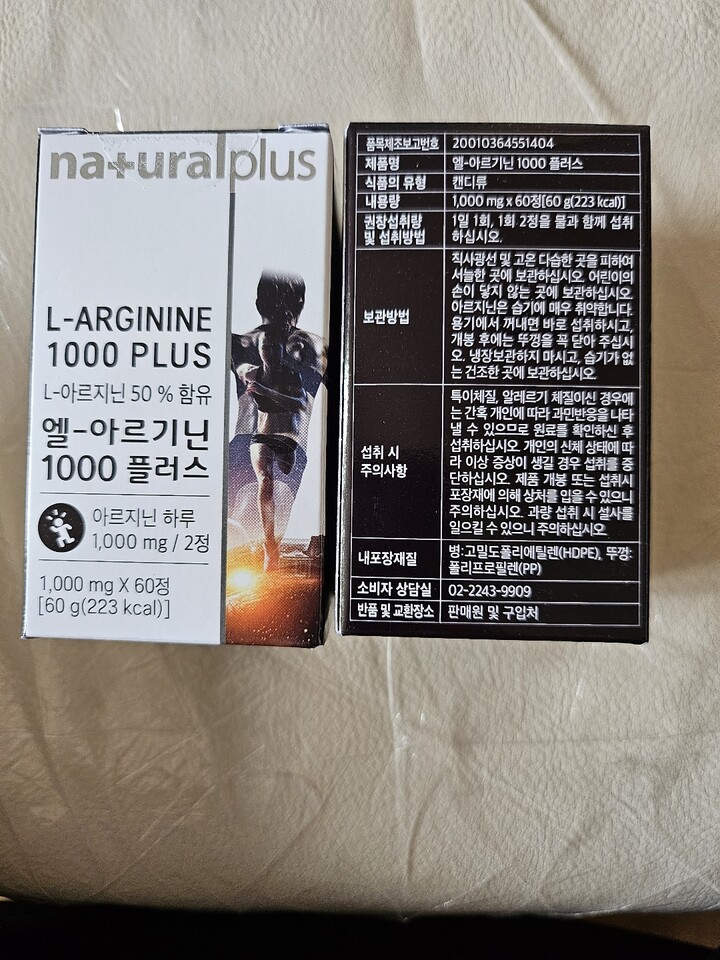 naturalplus
L-ARGININE
1000 PLUS
L-아르지닌 50 % 함유
엘-아르기닌
1000 플러스
아르지닌 하루
1,000 mg / 2정
1,000 mg X 60정
[60 g(223 kcal)]
품목제조보고번호 20010364551404
제품명 엘-아르기닌 1000 플러스
식품의 유형 캔디류
내용량 1,000 mg x 60정[60 g(223 kcal)]
권장섭취량 1일 1회, 1회 2정을 물과 함께 섭취
및 섭취방법 하십시오.
보관방법
직사광선 및 고온 다습한 곳을 피하여
서늘한 곳에 보관하십시오. 어린이의
손이 닿지 않는 곳에 보관하십시오.
아르지닌은 습기에 매우 취약합니다.
용기에서 꺼내면 바로 섭취하시고,
개봉 후에는 뚜껑을 꼭 닫아 주십시
오. 냉장보관하지 마시고, 습기가 없
는 건조한 곳에 보관하십시오.
섭취 시
주의사항
특이체질, 알레르기 체질이신 경우에
는 간혹 개인에 따라 과민반응을 나타
낼 수 있으므로 원료를 확인하신 후
섭취하십시오. 개인의 신체 상태에 따
라 이상 증상이 생길 경우 섭취를 중
단하십시오. 제품 개봉 또는 섭취시
포장재에 의해 상처를 입을 수 있으니
주의하십시오. 과량 섭취 시 설사를
일으킬 수 있으니 주의하십시오.
내포장재질 병:고밀도폴리에틸렌(HDPE), 뚜껑:
폴리프로필렌(PP)
소비자 상담실 02-2243-9909
반품 및 교환장소 판매원 및 구입처